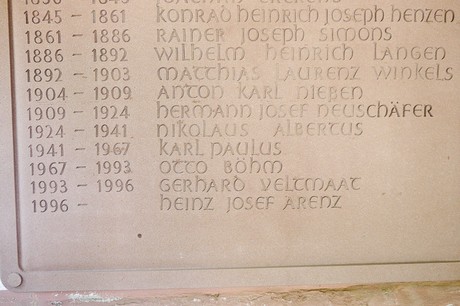 1845 - 1861 KONRAD HEINRICH JOSEPH HENZEN
1861 - 1886 RAINER JOSEPH SIMONS
1886 - 1892 WILHELM HEINRICH LANGEN
1892 - 1903 MATTHIAS LAURENZ WINKELS
1904 - 1909 ANTON KARL NIEßEN
1909 - 1924 HERMANN JOSEF NEUSCHÄFER
1924 - 1941 NIKOLAUS ALBERTUS
1941 - 1967 KARL PAULUS
1967 - 1993 OTTO BÖHM
1993 - 1996 GERHARD VELTMAAT
1996 - HEINZ JOSEF ARENZ